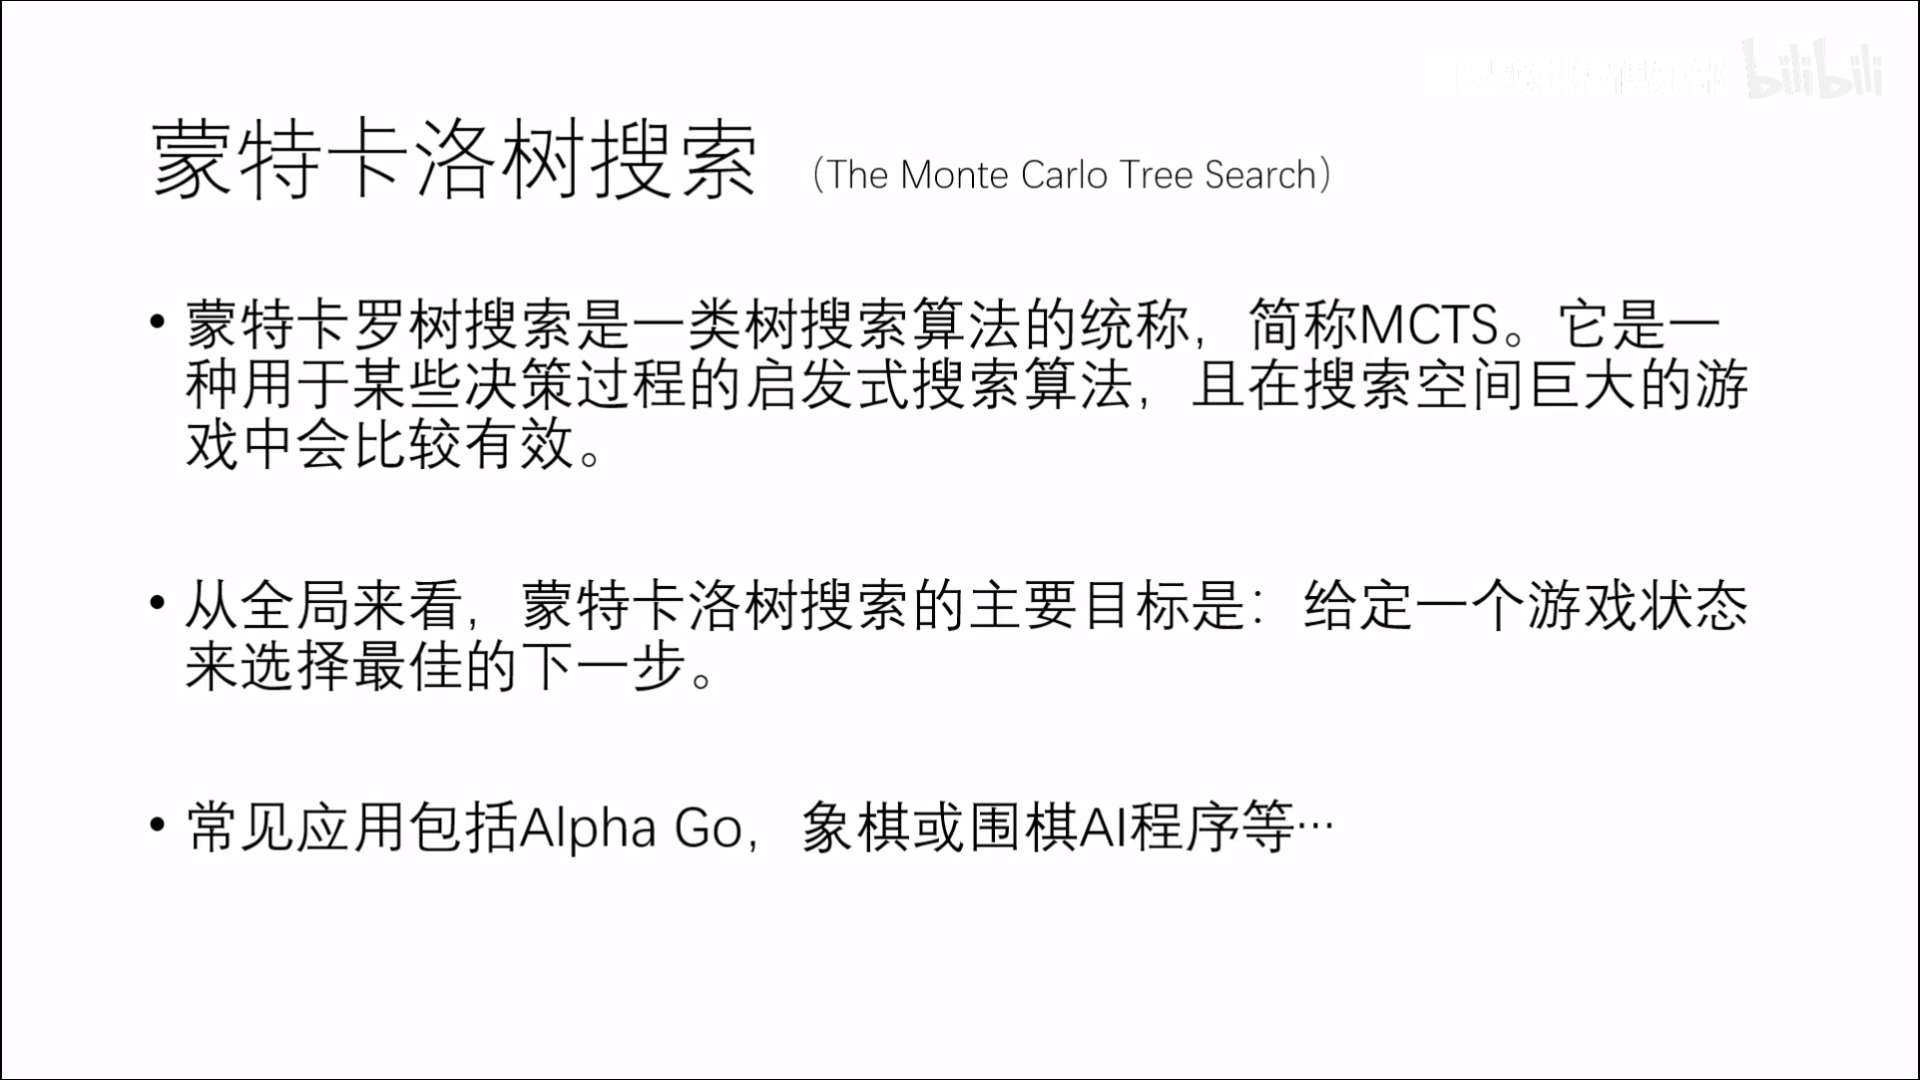 bilibili
蒙特卡洛树搜索 （The Monte Carlo Tree Search）
• 蒙特卡罗树搜索是一类树搜索算法的统称，简称MCTS。它是一
种用于某些决策过程的启发式搜索算法，且在搜索空间巨大的游
戏中会比较有效。
• 从全局来看，蒙特卡洛树搜索的主要目标是：给定一个游戏状态
来选择最佳的下一步。
• 常见应用包括Alpha Go，象棋或围棋AI程序等…